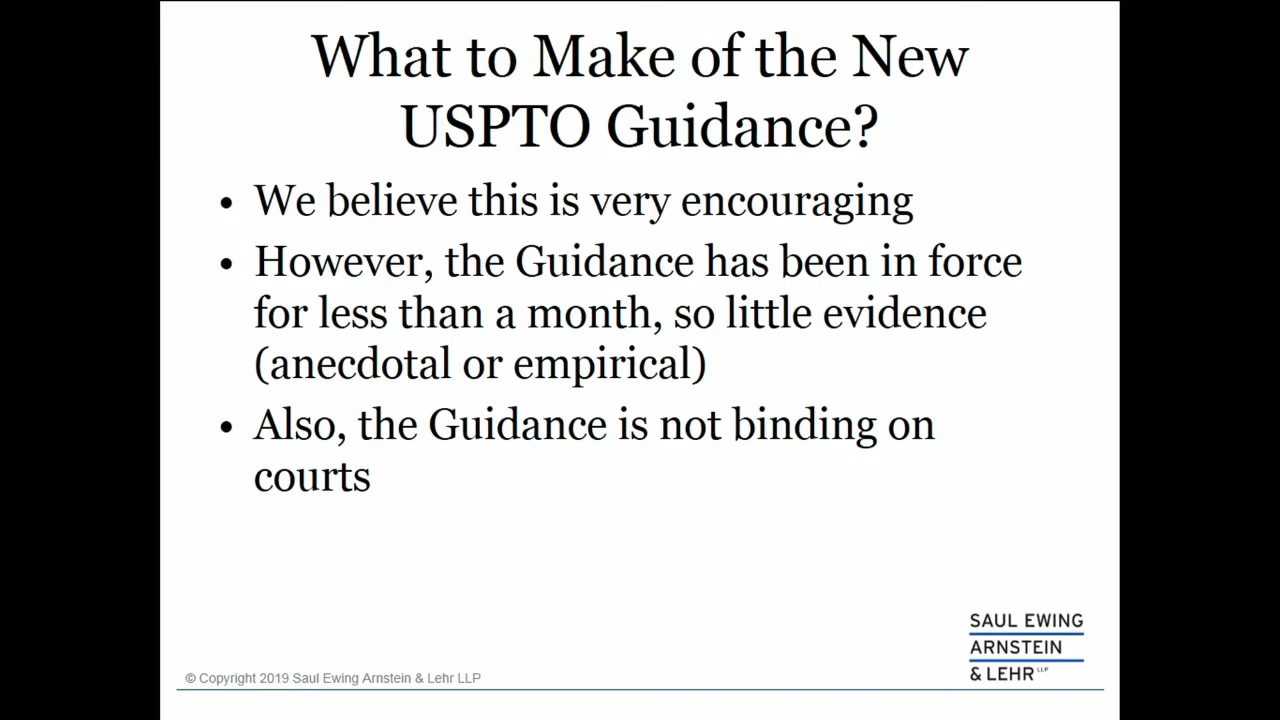 What to Make of the New
USPTO Guidance?
• We believe this is very encouraging
• However, the Guidance has been in force
for less than a month, so little evidence
(anecdotal or empirical)
• Also, the Guidance is not binding on
courts
SAUL EWING
ARNSTEIN
& LEHR LLP
© Copyright 2019 Saul Ewing Arnstein & Lehr LLP